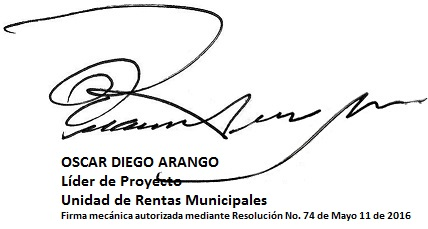 OSCAR DIEGO ARANGO
Líder de Proyecto
Unidad de Rentas Municipales
Firma mecánica autorizada mediante Resolución No. 74 de Mayo 11 de 2016